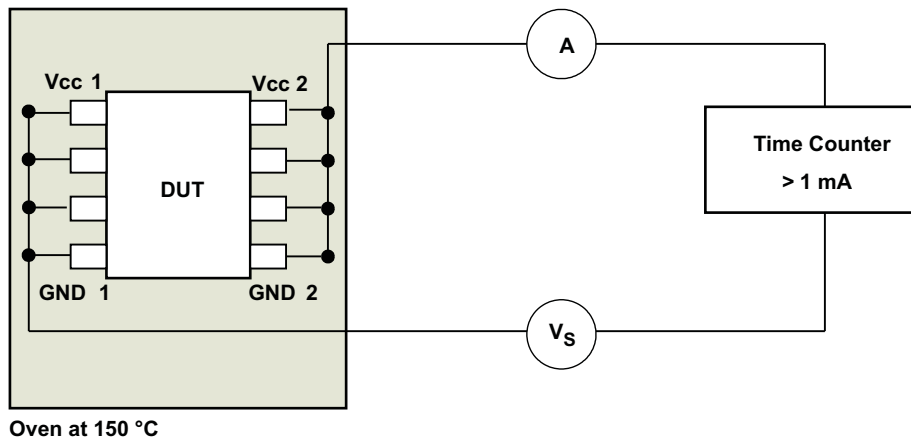 A
Vcc 1
Vcc 2
Time Counter
> 1 mA
DUT
GND 1
GND 2
VS
Oven at 150 °C